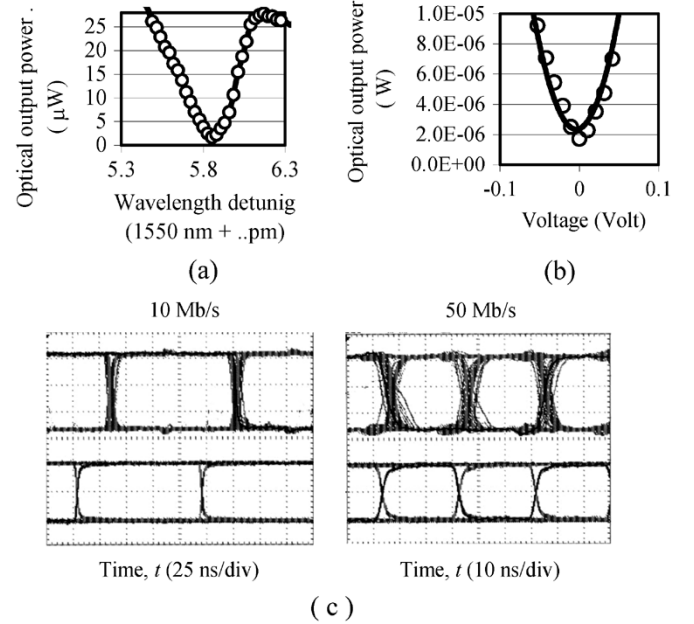 Optical output power .
( μW)
25
20
15
10
5
0
5.3
5.8
6.3
Wavelength detunig
(1550 nm + ..pm)
(a)
Optical output power
( W)
1.0E-05
8.0E-06
6.0E-06
4.0E-06
2.0E-06
0.0E+00
-0.1
0
0.1
Voltage (Volt)
(b)
10 Mb/s
50 Mb/s
Time, t (25 ns/div)
Time, t (10 ns/div)
( c )